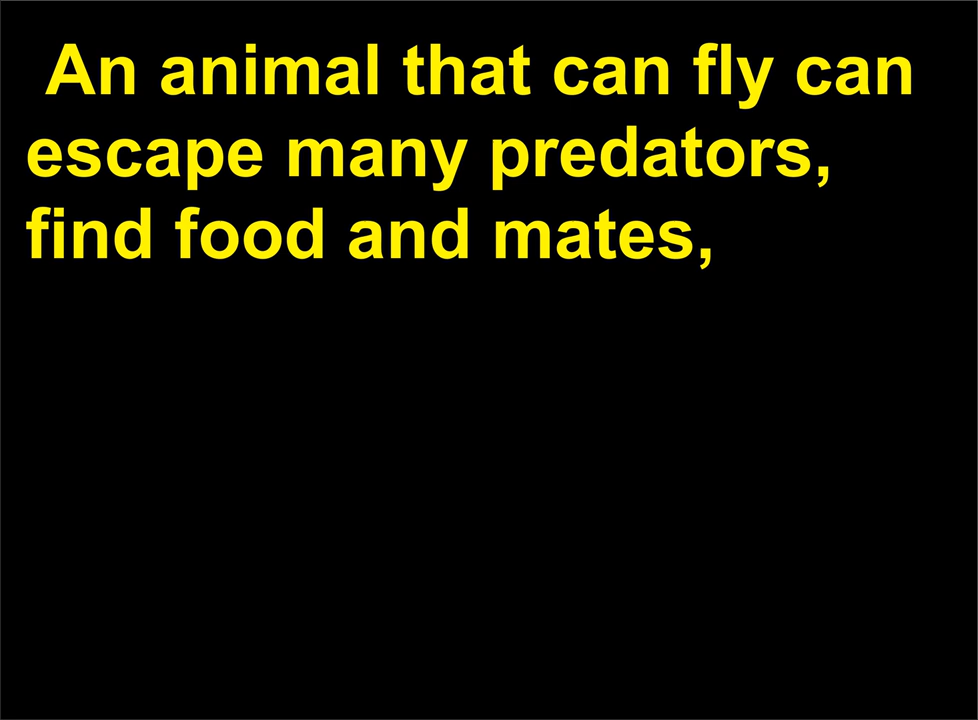 An animal that can fly can
escape many predators,
find food and mates,